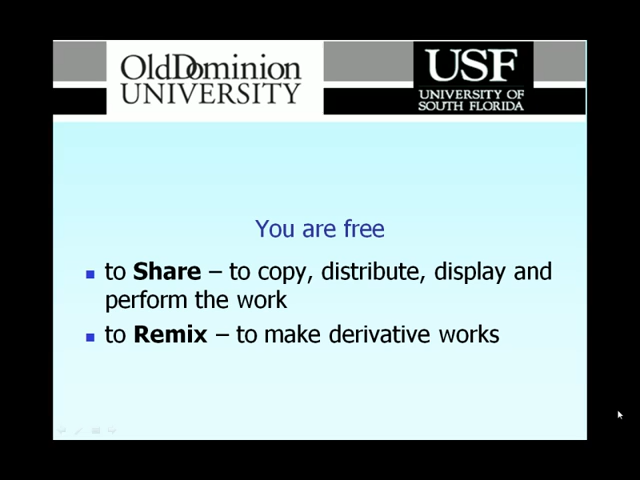 OldDominion
UNIVERSITY
USF
UNIVERSITY OF
SOUTH FLORIDA
You are free
to Share – to copy, distribute, display and
perform the work
to Remix – to make derivative works